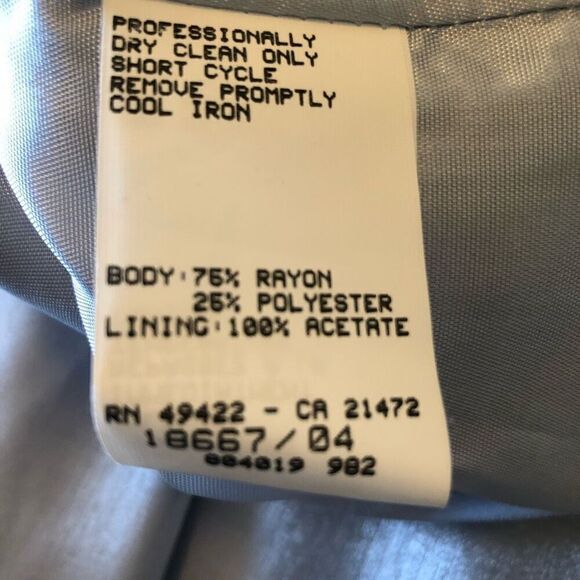 PROFESSIONALLY
DRY CLEAN ONLY
SHORT CYCLE
REMOVE PROMPTLY
COOL IRON
BODY: 75% RAYON
25% POLYESTER
LINING: 100% ACETATE
RN 49422 - CA 21472
18667/04
004019 982